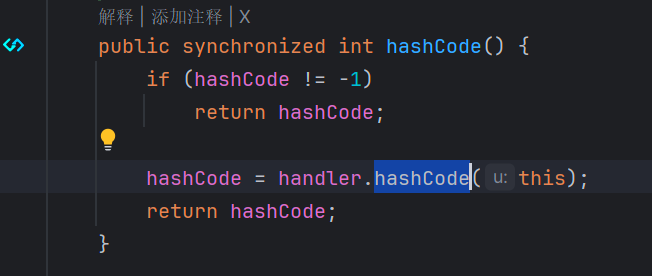 解释 | 添加注释 | X
public synchronized int hashCode() {
if (hashCode != -1)
return hashCode;
hashCode = handler.hashCode( u: this);
return hashCode;
}